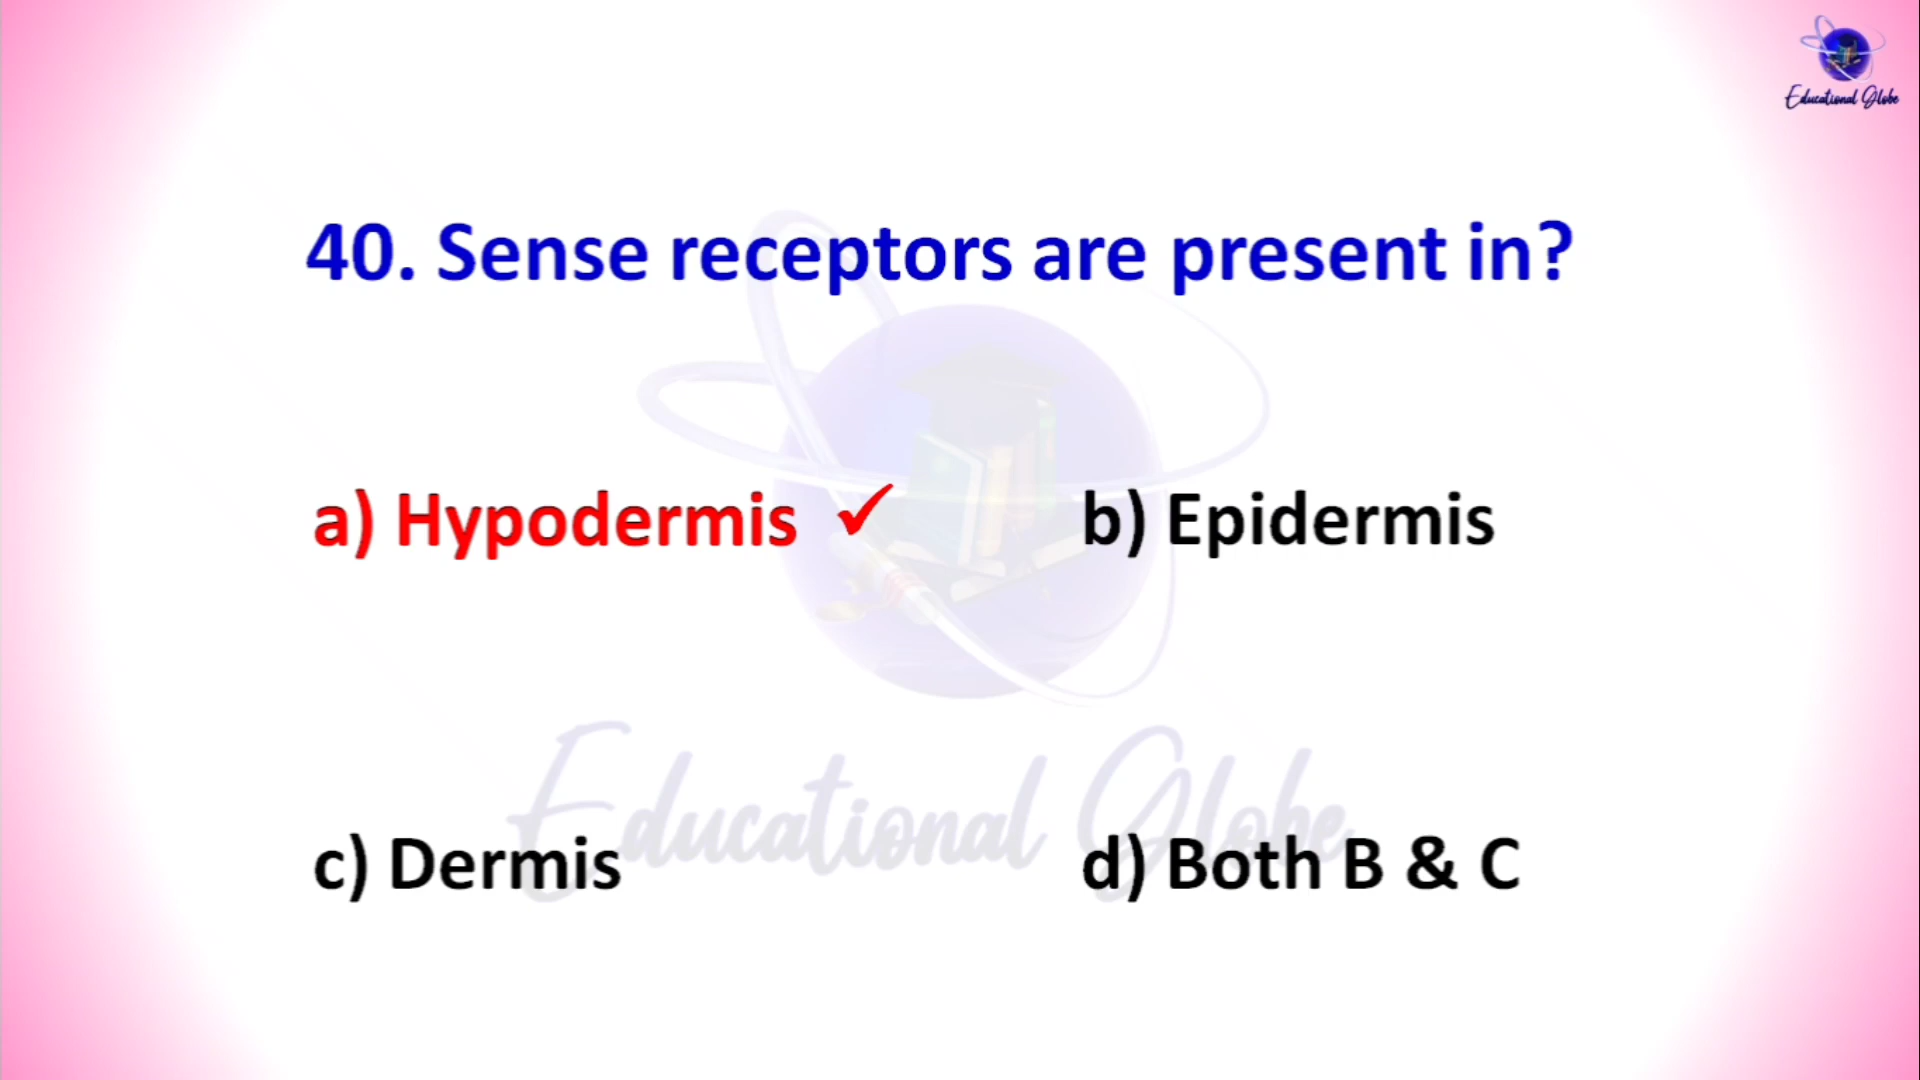 Educational Globe
40. Sense receptors are present in?
a) Hypodermis ✓ b) Epidermis
Educational Globe
c) Dermis d) Both B & C